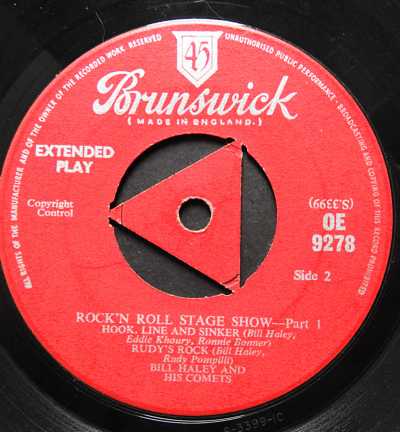 45
Brunswick
( MADE IN ENGLAND. )
ALL RIGHTS OF THE MANUFACTURER AND OF THE OWNER OF THE RECORDED WORK RESERVED
UNAUTHORISED PUBLIC PERFORMANCE · BROADCASTING AND COPYING OF THIS RECORD PROHIBITED
EXTENDED
PLAY
Copyright
Control
(S.3399)
OE
9278
Side 2
ROCK'N ROLL STAGE SHOW—Part 1
HOOK, LINE AND SINKER (Bill Haley,
Eddie Khoury, Ronnie Bonner)
RUDY'S ROCK (Bill Haley,
Rudy Pompilli)
BILL HALEY AND
HIS COMETS